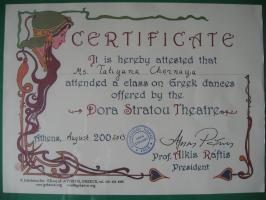 CERTIFICATE
It is hereby attested that
Ms. Tatiyana Chernaya
attended a class on Greek dances
offered by the
Dora Stratou Theatre
Athens, August 2003
Prof. Alkis Raftis
President